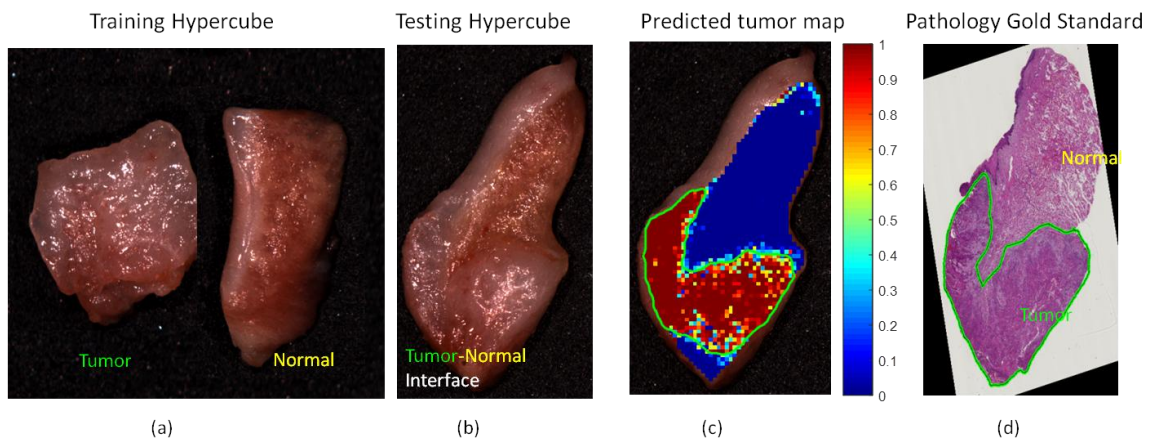 Training Hypercube
Testing Hypercube
Predicted tumor map
Pathology Gold Standard
Tumor
Normal
Tumor-Normal
Interface
1
0.9
0.8
0.7
0.6
0.5
0.4
0.3
0.2
0.1
0
Normal
Tumor
(a)
(b)
(c)
(d)